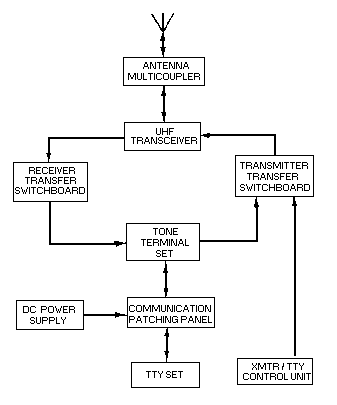 ANTENNA
MULTICOUPLER
UHF
TRANSCEIVER
RECEIVER
TRANSFER
SWITCHBOARD
TRANSMITTER
TRANSFER
SWITCHBOARD
TONE
TERMINAL
SET
DC POWER
SUPPLY
COMMUNICATION
PATCHING PANEL
TTY SET
XMTR / TTY
CONTROL UNIT